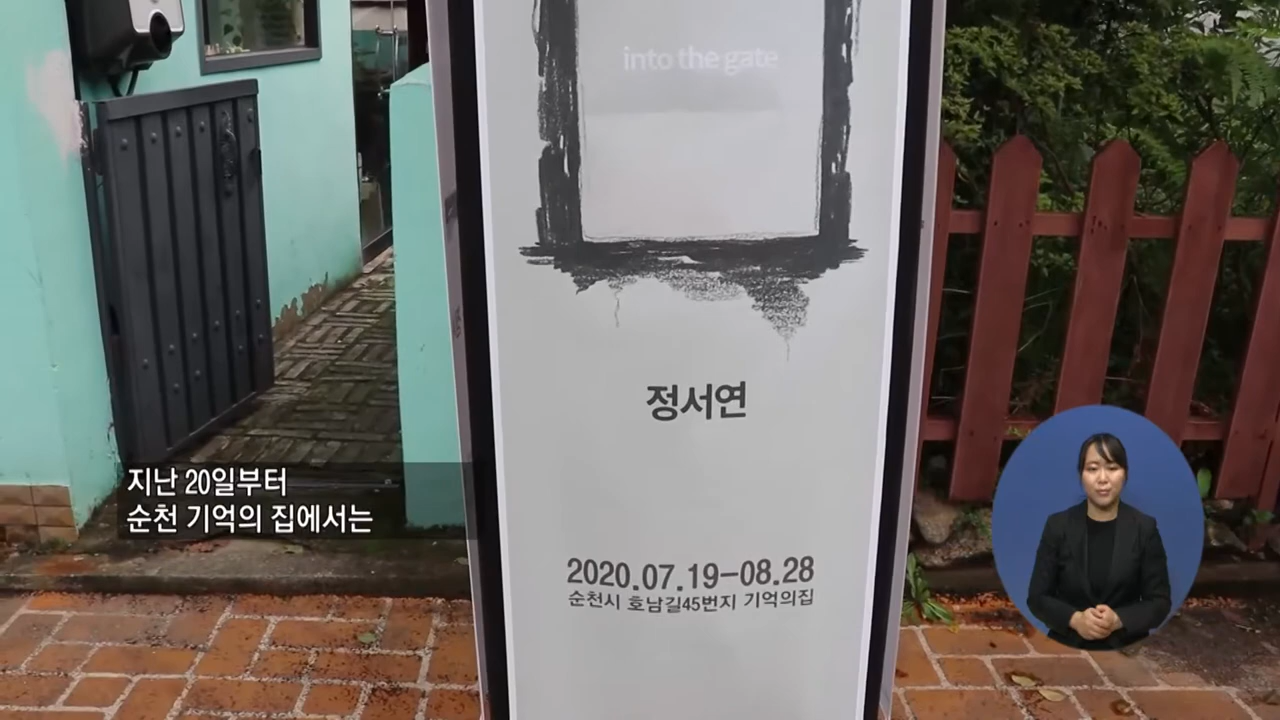 into the gate
정서연
2020.07.19-08.28
순천시 호남길45번지 기억의집
지난 20일부터
순천 기억의 집에서는